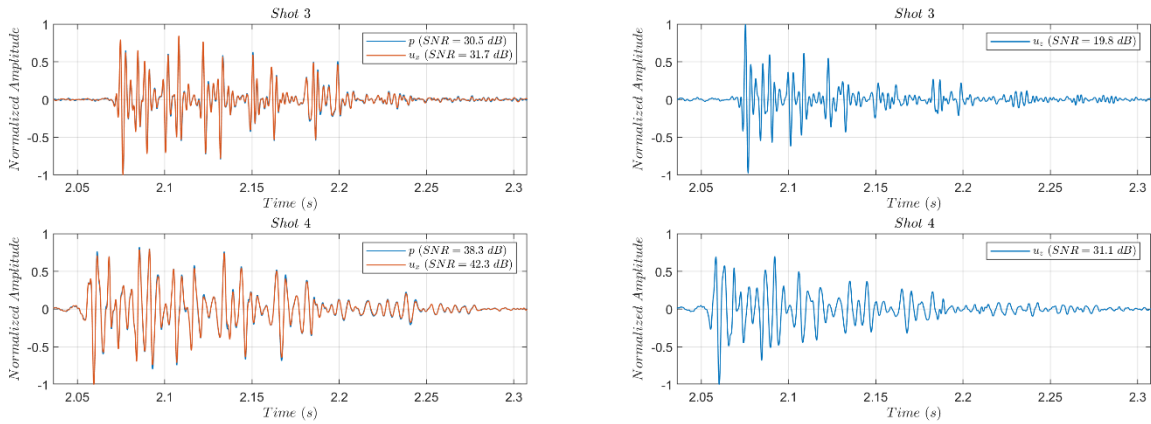 Shot 3
Normalized Amplitude
1
0.5
0
-0.5
-1
p (SNR = 30.5 dB)
u_x (SNR = 31.7 dB)
2.05 2.1 2.15 2.2 2.25 2.3
Time (s)
Shot 3
Normalized Amplitude
1
0.5
0
-0.5
-1
u_z (SNR = 19.8 dB)
2.05 2.1 2.15 2.2 2.25 2.3
Time (s)
Shot 4
Normalized Amplitude
1
0.5
0
-0.5
-1
p (SNR = 38.3 dB)
u_x (SNR = 42.3 dB)
2.05 2.1 2.15 2.2 2.25 2.3
Time (s)
Shot 4
Normalized Amplitude
1
0.5
0
-0.5
-1
u_z (SNR = 31.1 dB)
2.05 2.1 2.15 2.2 2.25 2.3
Time (s)